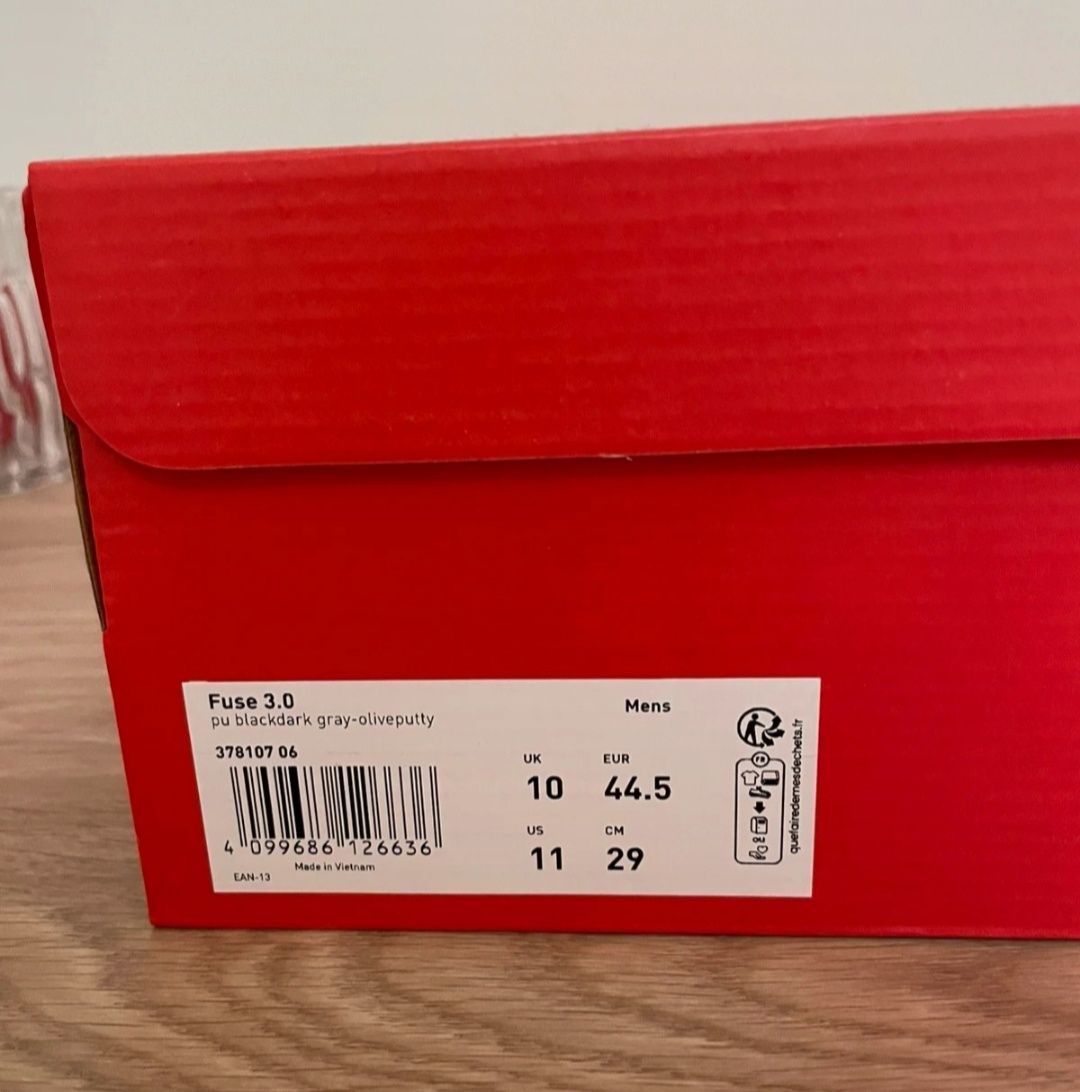 Fuse 3.0
pu blackdark gray-oliveputty
Mens
378107 06
UK
EUR
10
44.5
US
CM
11
29
4 099686 126636
Made in Vietnam
EAN-13
quefairedemesdechets.fr